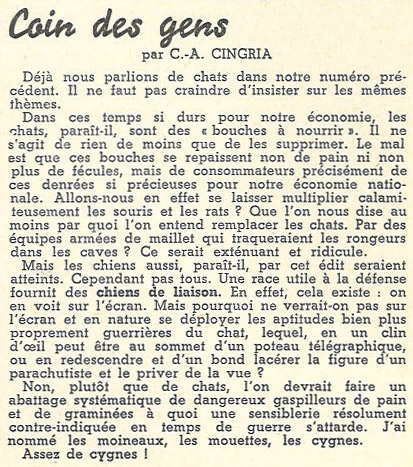 Coin des gens
par C.-A. CINGRIA
Déjà nous parlions de chats dans notre numéro pré-
cédent. Il ne faut pas craindre d'insister sur les mêmes
thèmes.
Dans ces temps si durs pour notre économie, les
chats, paraît-il, sont des « bouches à nourrir ». Il ne
s'agit de rien de moins que de les supprimer. Le mal
est que ces bouches se repaissent non de pain ni non
plus de fécules, mais de consommateurs précisément de
ces denrées si précieuses pour notre économie natio-
nale. Allons-nous en effet se laisser multiplier calami-
teusement les souris et les rats ? Que l'on nous dise au
moins par quoi l'on entend remplacer les chats. Par des
équipes armées de maillet qui traqueraient les rongeurs
dans les caves ? Ce serait exténuant et ridicule.
Mais les chiens aussi, paraît-il, par cet édit seraient
atteints. Cependant pas tous. Une race utile à la défense
fournit des chiens de liaison. En effet, cela existe : on
en voit sur l'écran. Mais pourquoi ne verrait-on pas sur
l'écran et en nature se déployer les aptitudes bien plus
proprement guerrières du chat, lequel, en un clin
d'œil peut être au sommet d'un poteau télégraphique,
ou en redescendre et d'un bond lacérer la figure d'un
parachutiste et le priver de la vue ?
Non, plutôt que de chats, l'on devrait faire un
abattage systématique de dangereux gaspilleurs de pain
et de graminées à quoi une sensiblerie résolument
contre-indiquée en temps de guerre s'attarde. J'ai
nommé les moineaux, les mouettes, les cygnes.
Assez de cygnes !